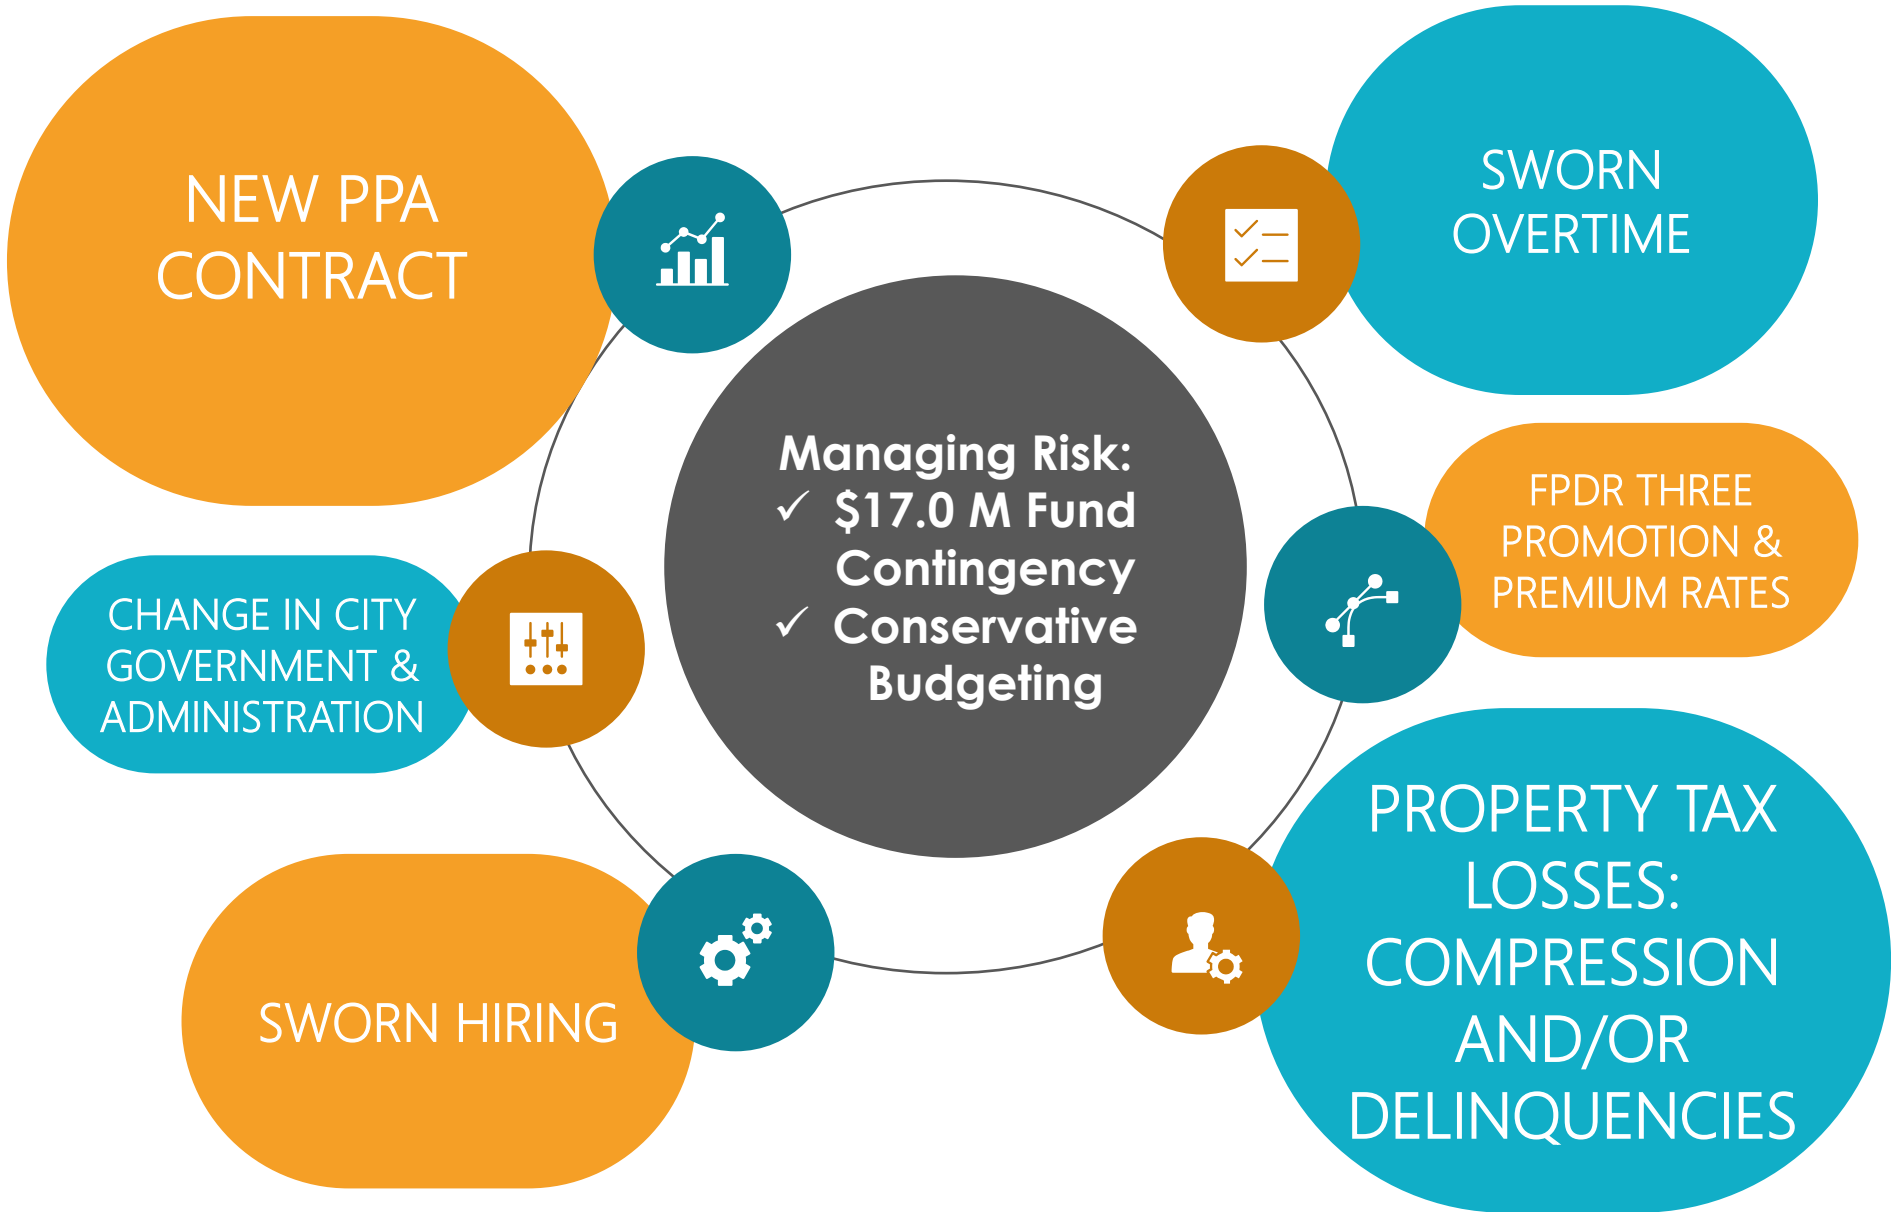 NEW PPA
CONTRACT
SWORN
OVERTIME
Managing Risk:
✓ $17.0 M Fund
Contingency
✓ Conservative
Budgeting
FPDR THREE
PROMOTION &
PREMIUM RATES
CHANGE IN CITY
GOVERNMENT &
ADMINISTRATION
PROPERTY TAX
LOSSES:
COMPRESSION
AND/OR
DELINQUENCIES
SWORN HIRING